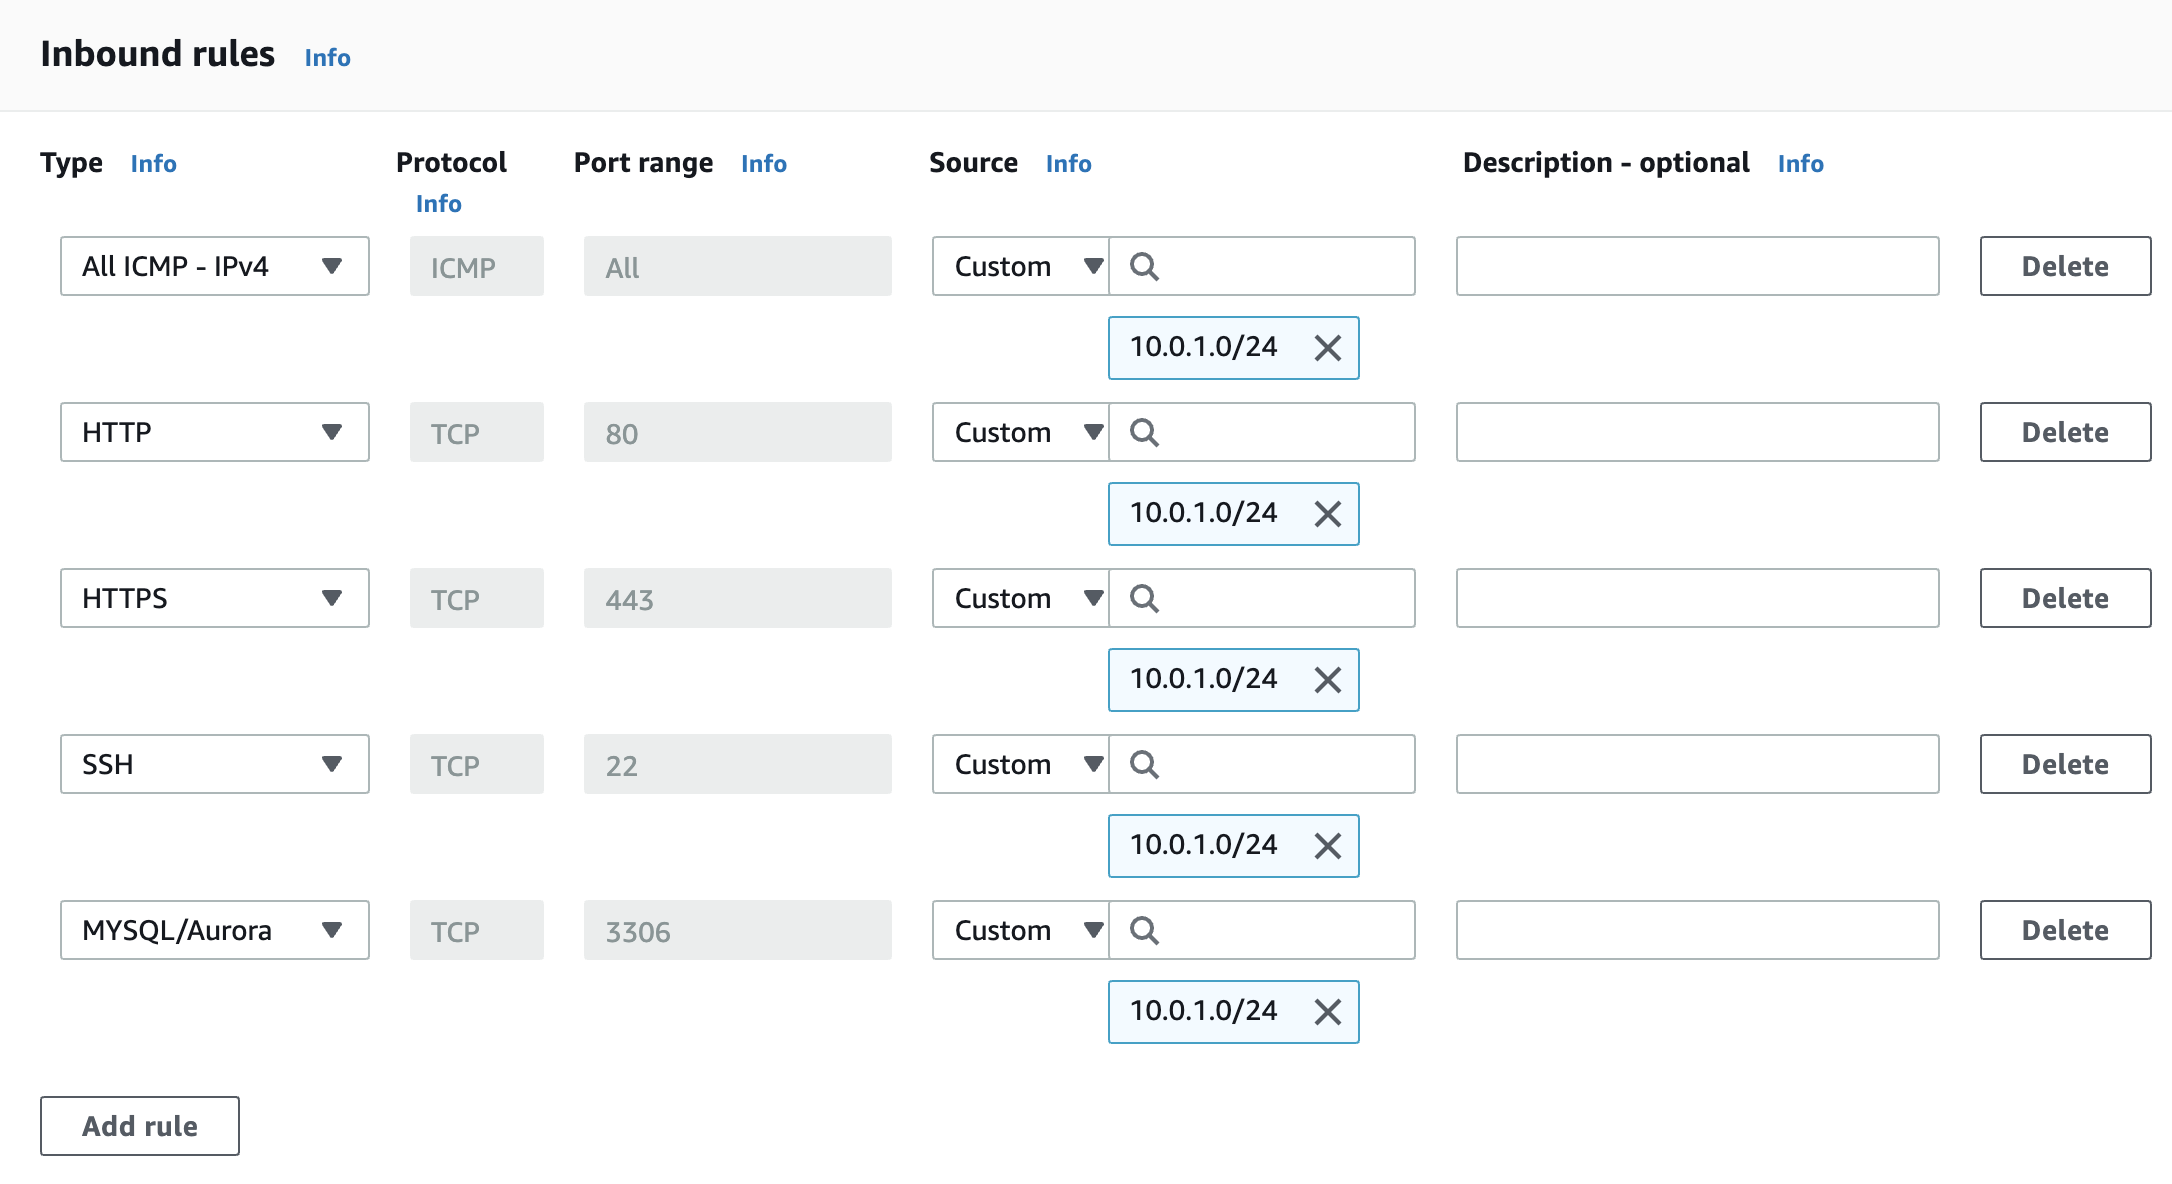 Inbound rules Info
Type Info Protocol Info Port range Info Source Info Description - optional Info
All ICMP - IPv4 ICMP All Custom Delete
10.0.1.0/24
HTTP TCP 80 Custom Delete
10.0.1.0/24
HTTPS TCP 443 Custom Delete
10.0.1.0/24
SSH TCP 22 Custom Delete
10.0.1.0/24
MYSQL/Aurora TCP 3306 Custom Delete
10.0.1.0/24
Add rule